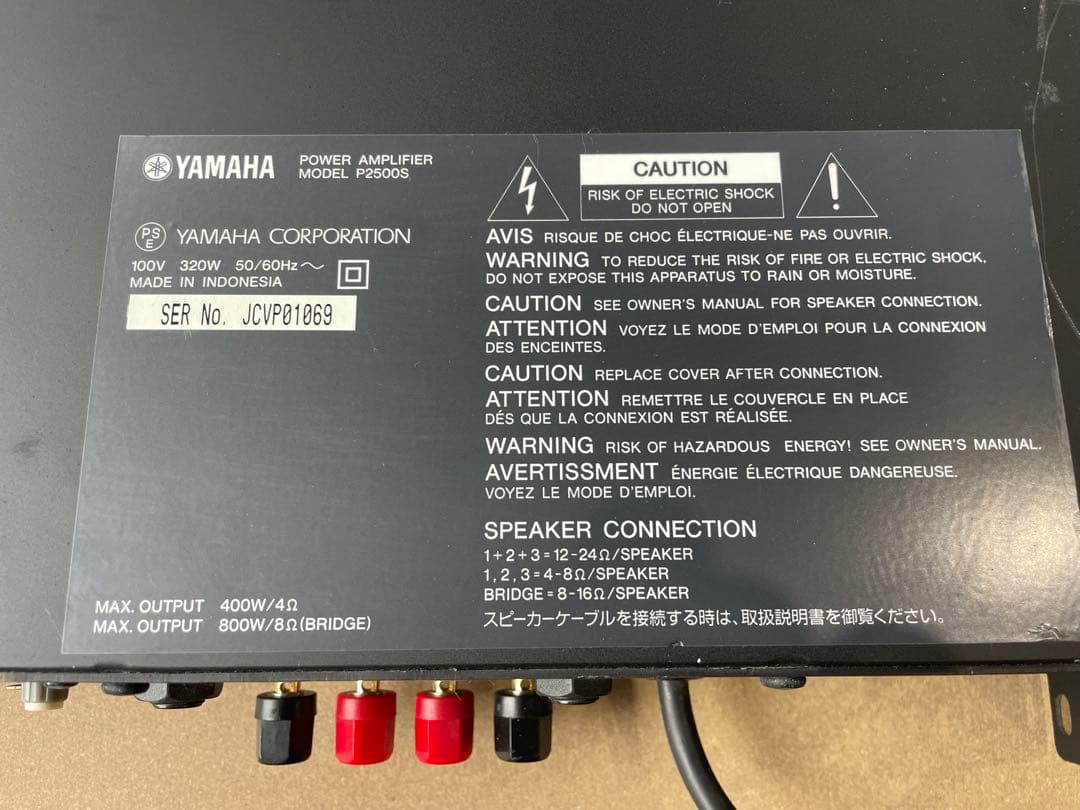 YAMAHA
POWER AMPLIFIER
MODEL P2500S
PS
E
YAMAHA CORPORATION
100V 320W 50/60Hz～
MADE IN INDONESIA
SER No. JCVP01069
MAX. OUTPUT 400W/4Ω
MAX. OUTPUT 800W/8Ω(BRIDGE)
CAUTION
RISK OF ELECTRIC SHOCK
DO NOT OPEN
AVIS RISQUE DE CHOC ÉLECTRIQUE-NE PAS OUVRIR.
WARNING TO REDUCE THE RISK OF FIRE OR ELECTRIC SHOCK,
DO NOT EXPOSE THIS APPARATUS TO RAIN OR MOISTURE.
CAUTION SEE OWNER'S MANUAL FOR SPEAKER CONNECTION.
ATTENTION VOYEZ LE MODE D'EMPLOI POUR LA CONNEXION
DES ENCEINTES.
CAUTION REPLACE COVER AFTER CONNECTION.
ATTENTION REMETTRE LE COUVERCLE EN PLACE
DÉS QUE LA CONNEXION EST RÉALISÉE.
WARNING RISK OF HAZARDOUS ENERGY! SEE OWNER'S MANUAL.
AVERTISSMENT ÉNERGIE ÉLECTRIQUE DANGEREUSE.
VOYEZ LE MODE D'EMPLOI.
SPEAKER CONNECTION
1+2+3=12-24Ω/SPEAKER
1, 2, 3=4-8Ω/SPEAKER
BRIDGE=8-16Ω/SPEAKER
スピーカーケーブルを接続する時は、取扱説明書を御覧ください。